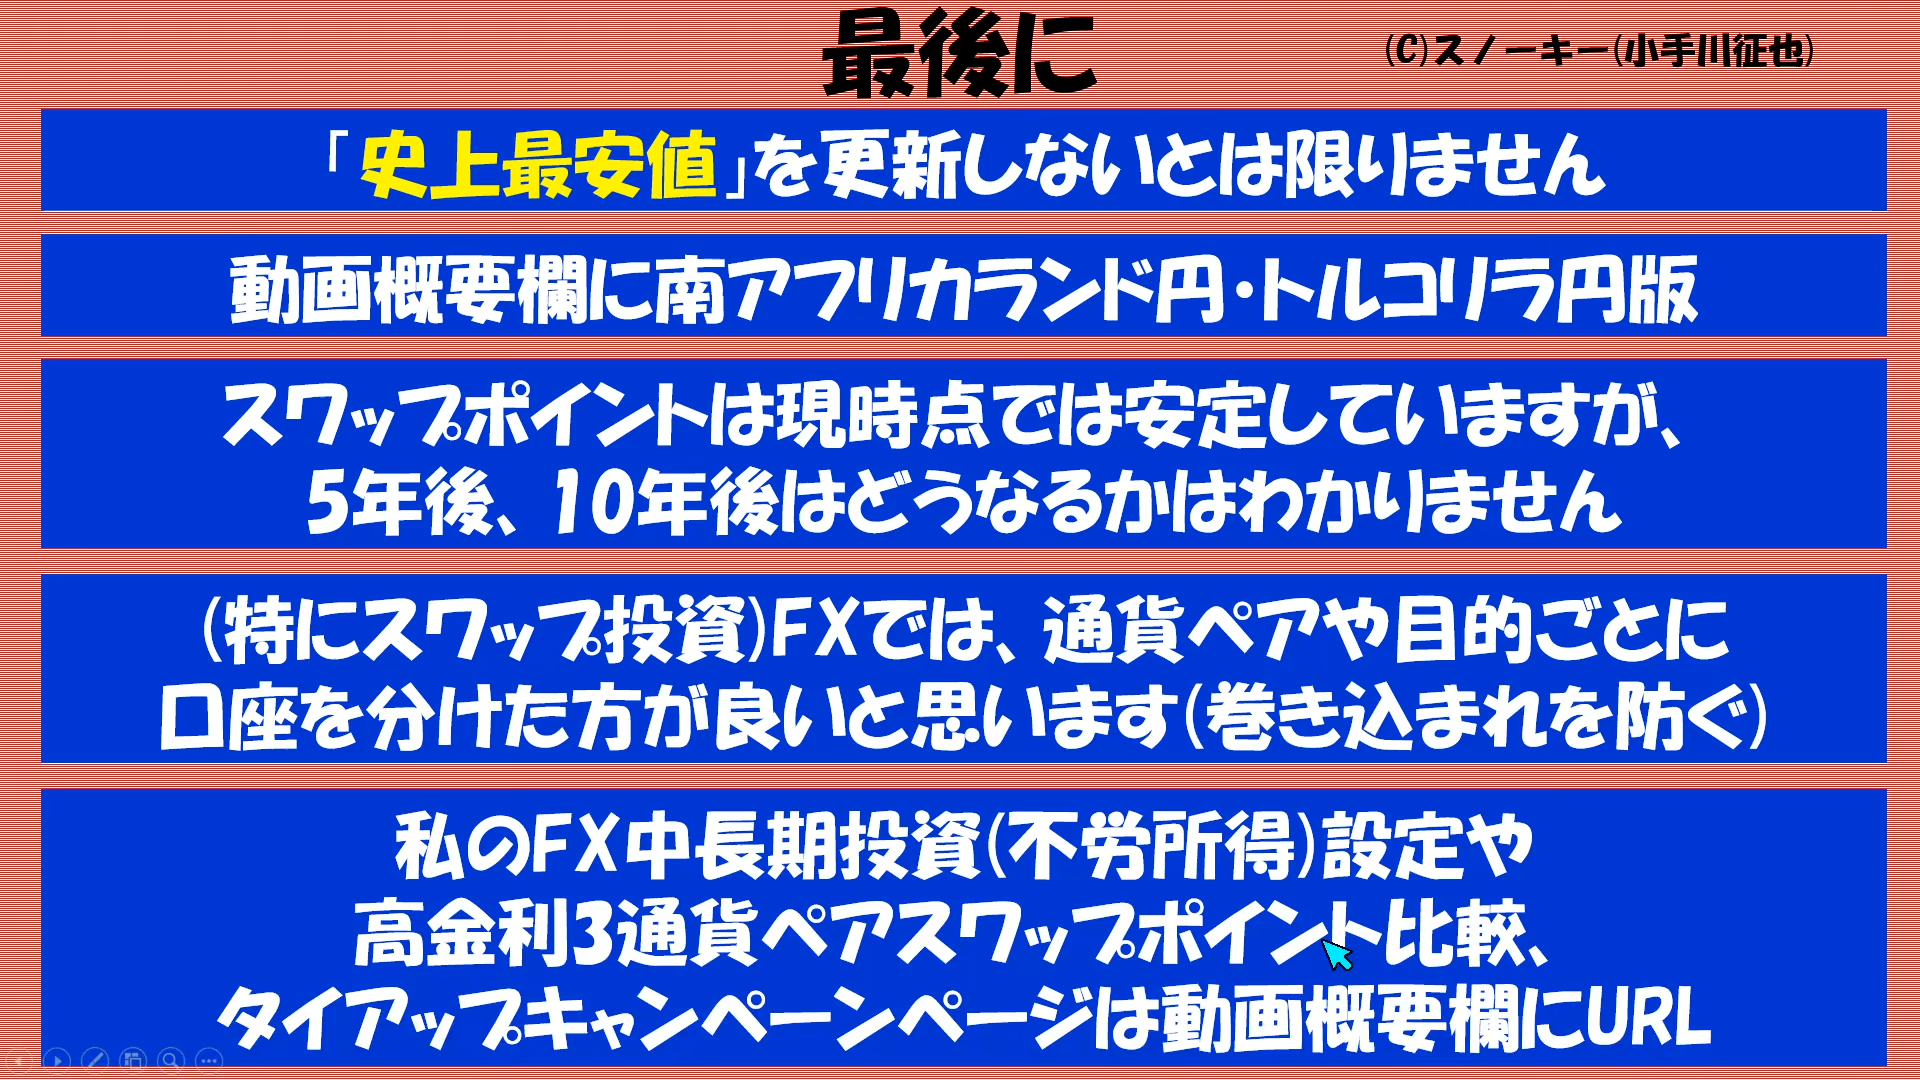 最後に
(C)スノーキー(小手川征也)
「史上最安値」を更新しないとは限りません
動画概要欄に南アフリカランド円・トルコリラ円版
スワップポイントは現時点では安定していますが、
5年後、10年後はどうなるかはわかりません
(特にスワップ投資)FXでは、通貨ペアや目的ごとに
口座を分けた方が良いと思います(巻き込まれを防ぐ)
私のFX中長期投資(不労所得)設定や
高金利3通貨ペアスワップポイント比較、
タイアップキャンペーンページは動画概要欄にURL